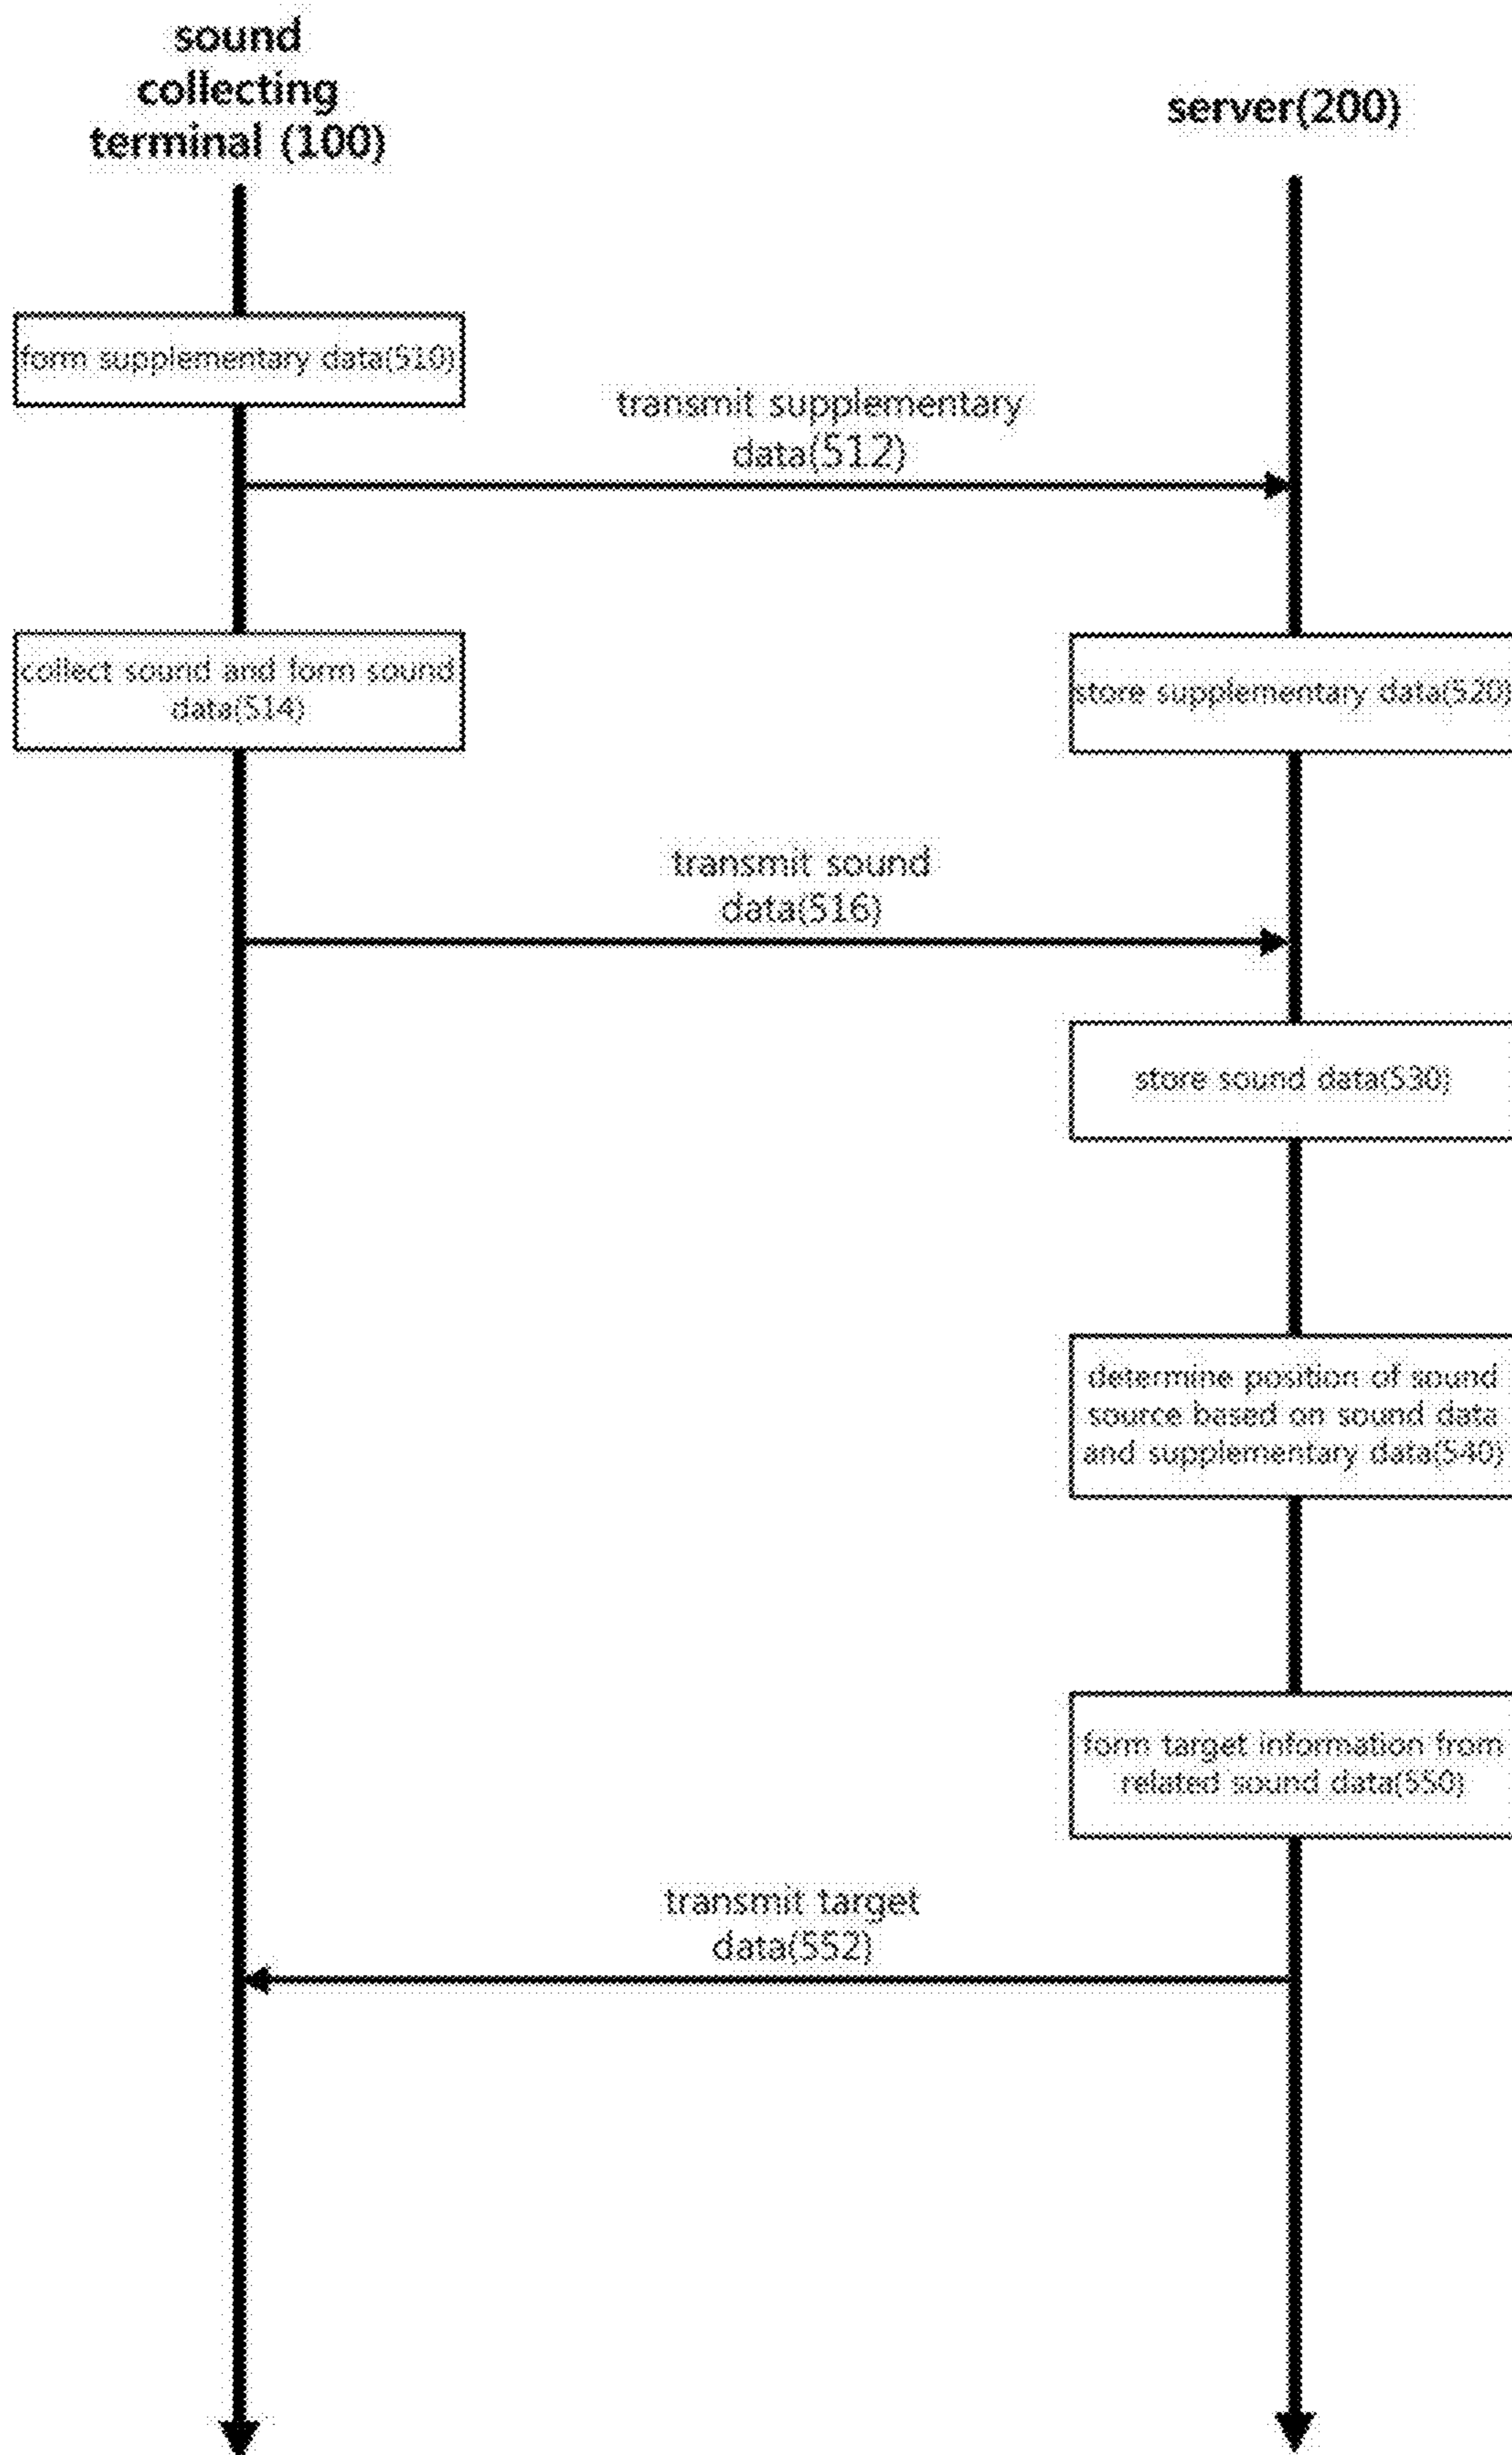 sound
collecting
terminal (100)
server(200)
form supplementary data(510)
transmit supplementary
data(512)
collect sound and form sound
data(514)
store supplementary data(520)
transmit sound
data(516)
store sound data(530)
determine position of sound
source based on sound data
and supplementary data(540)
form target information from
related sound data(550)
transmit target
data(552)